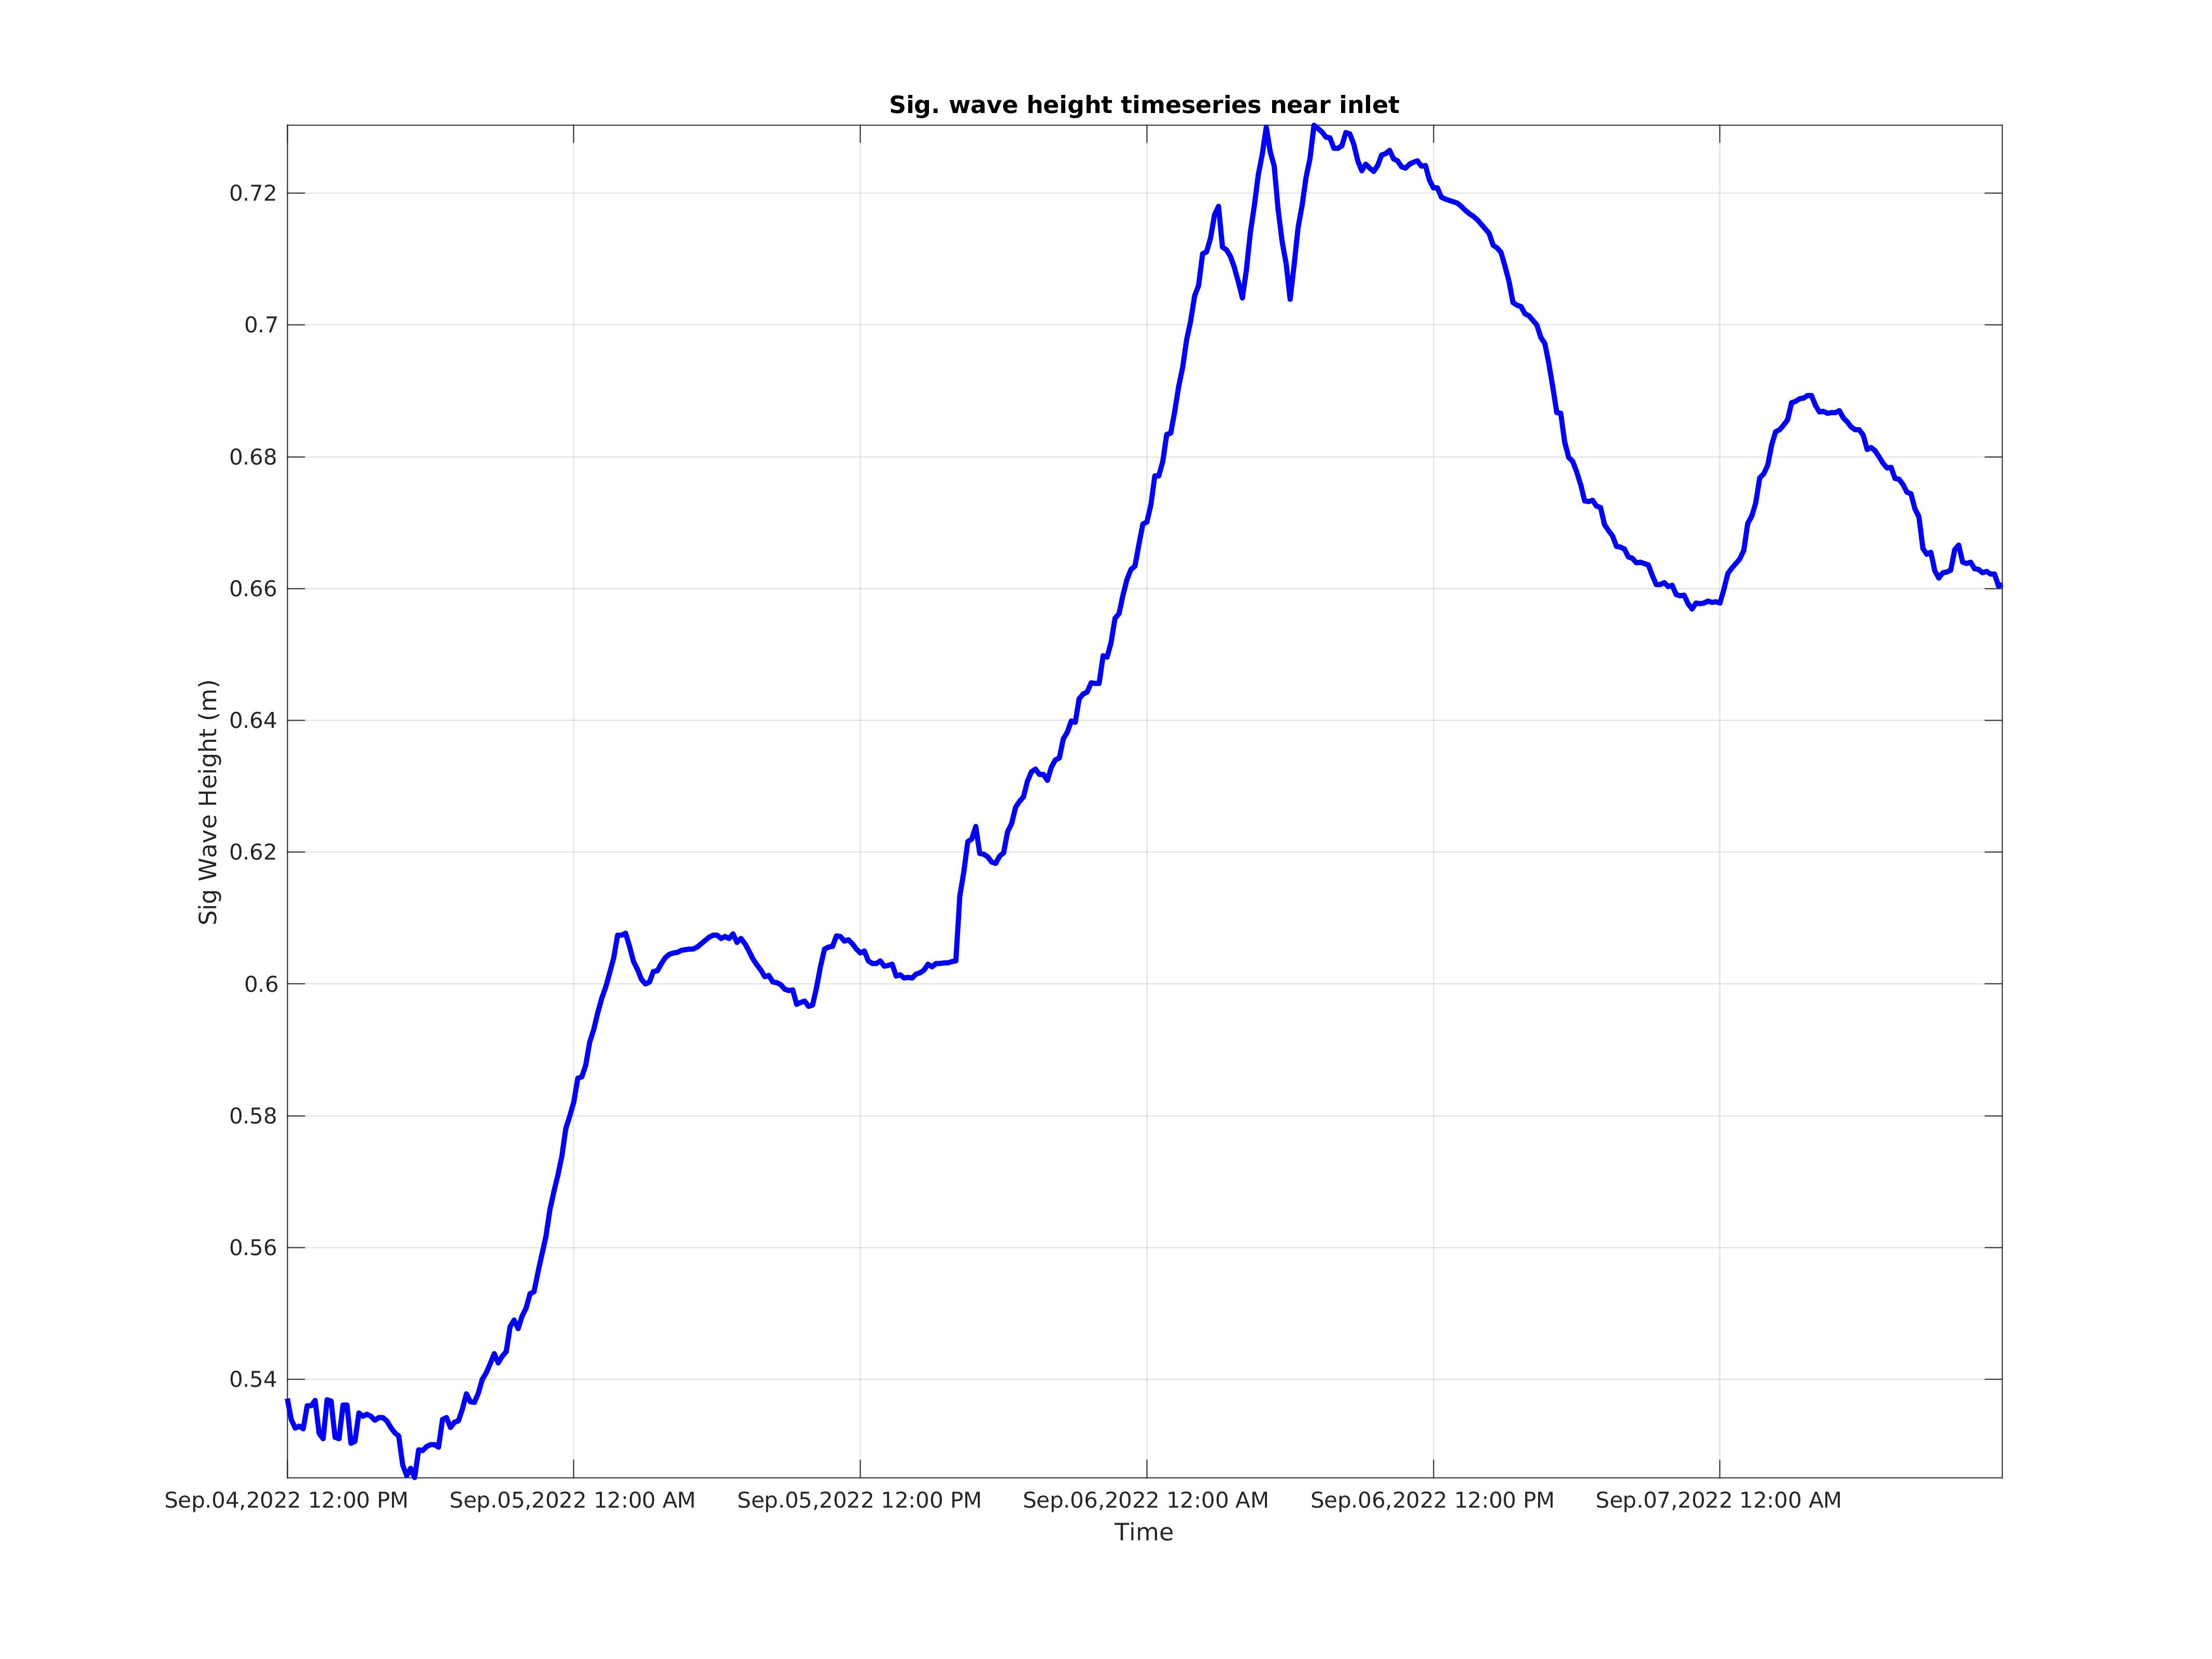 Sig. wave height timeseries near inlet
0.72
0.7
0.68
0.66
0.64
0.62
0.6
0.58
0.56
0.54
Sig Wave Height (m)
Sep.04,2022 12:00 PM
Sep.05,2022 12:00 AM
Sep.05,2022 12:00 PM
Sep.06,2022 12:00 AM
Sep.06,2022 12:00 PM
Sep.07,2022 12:00 AM
Time